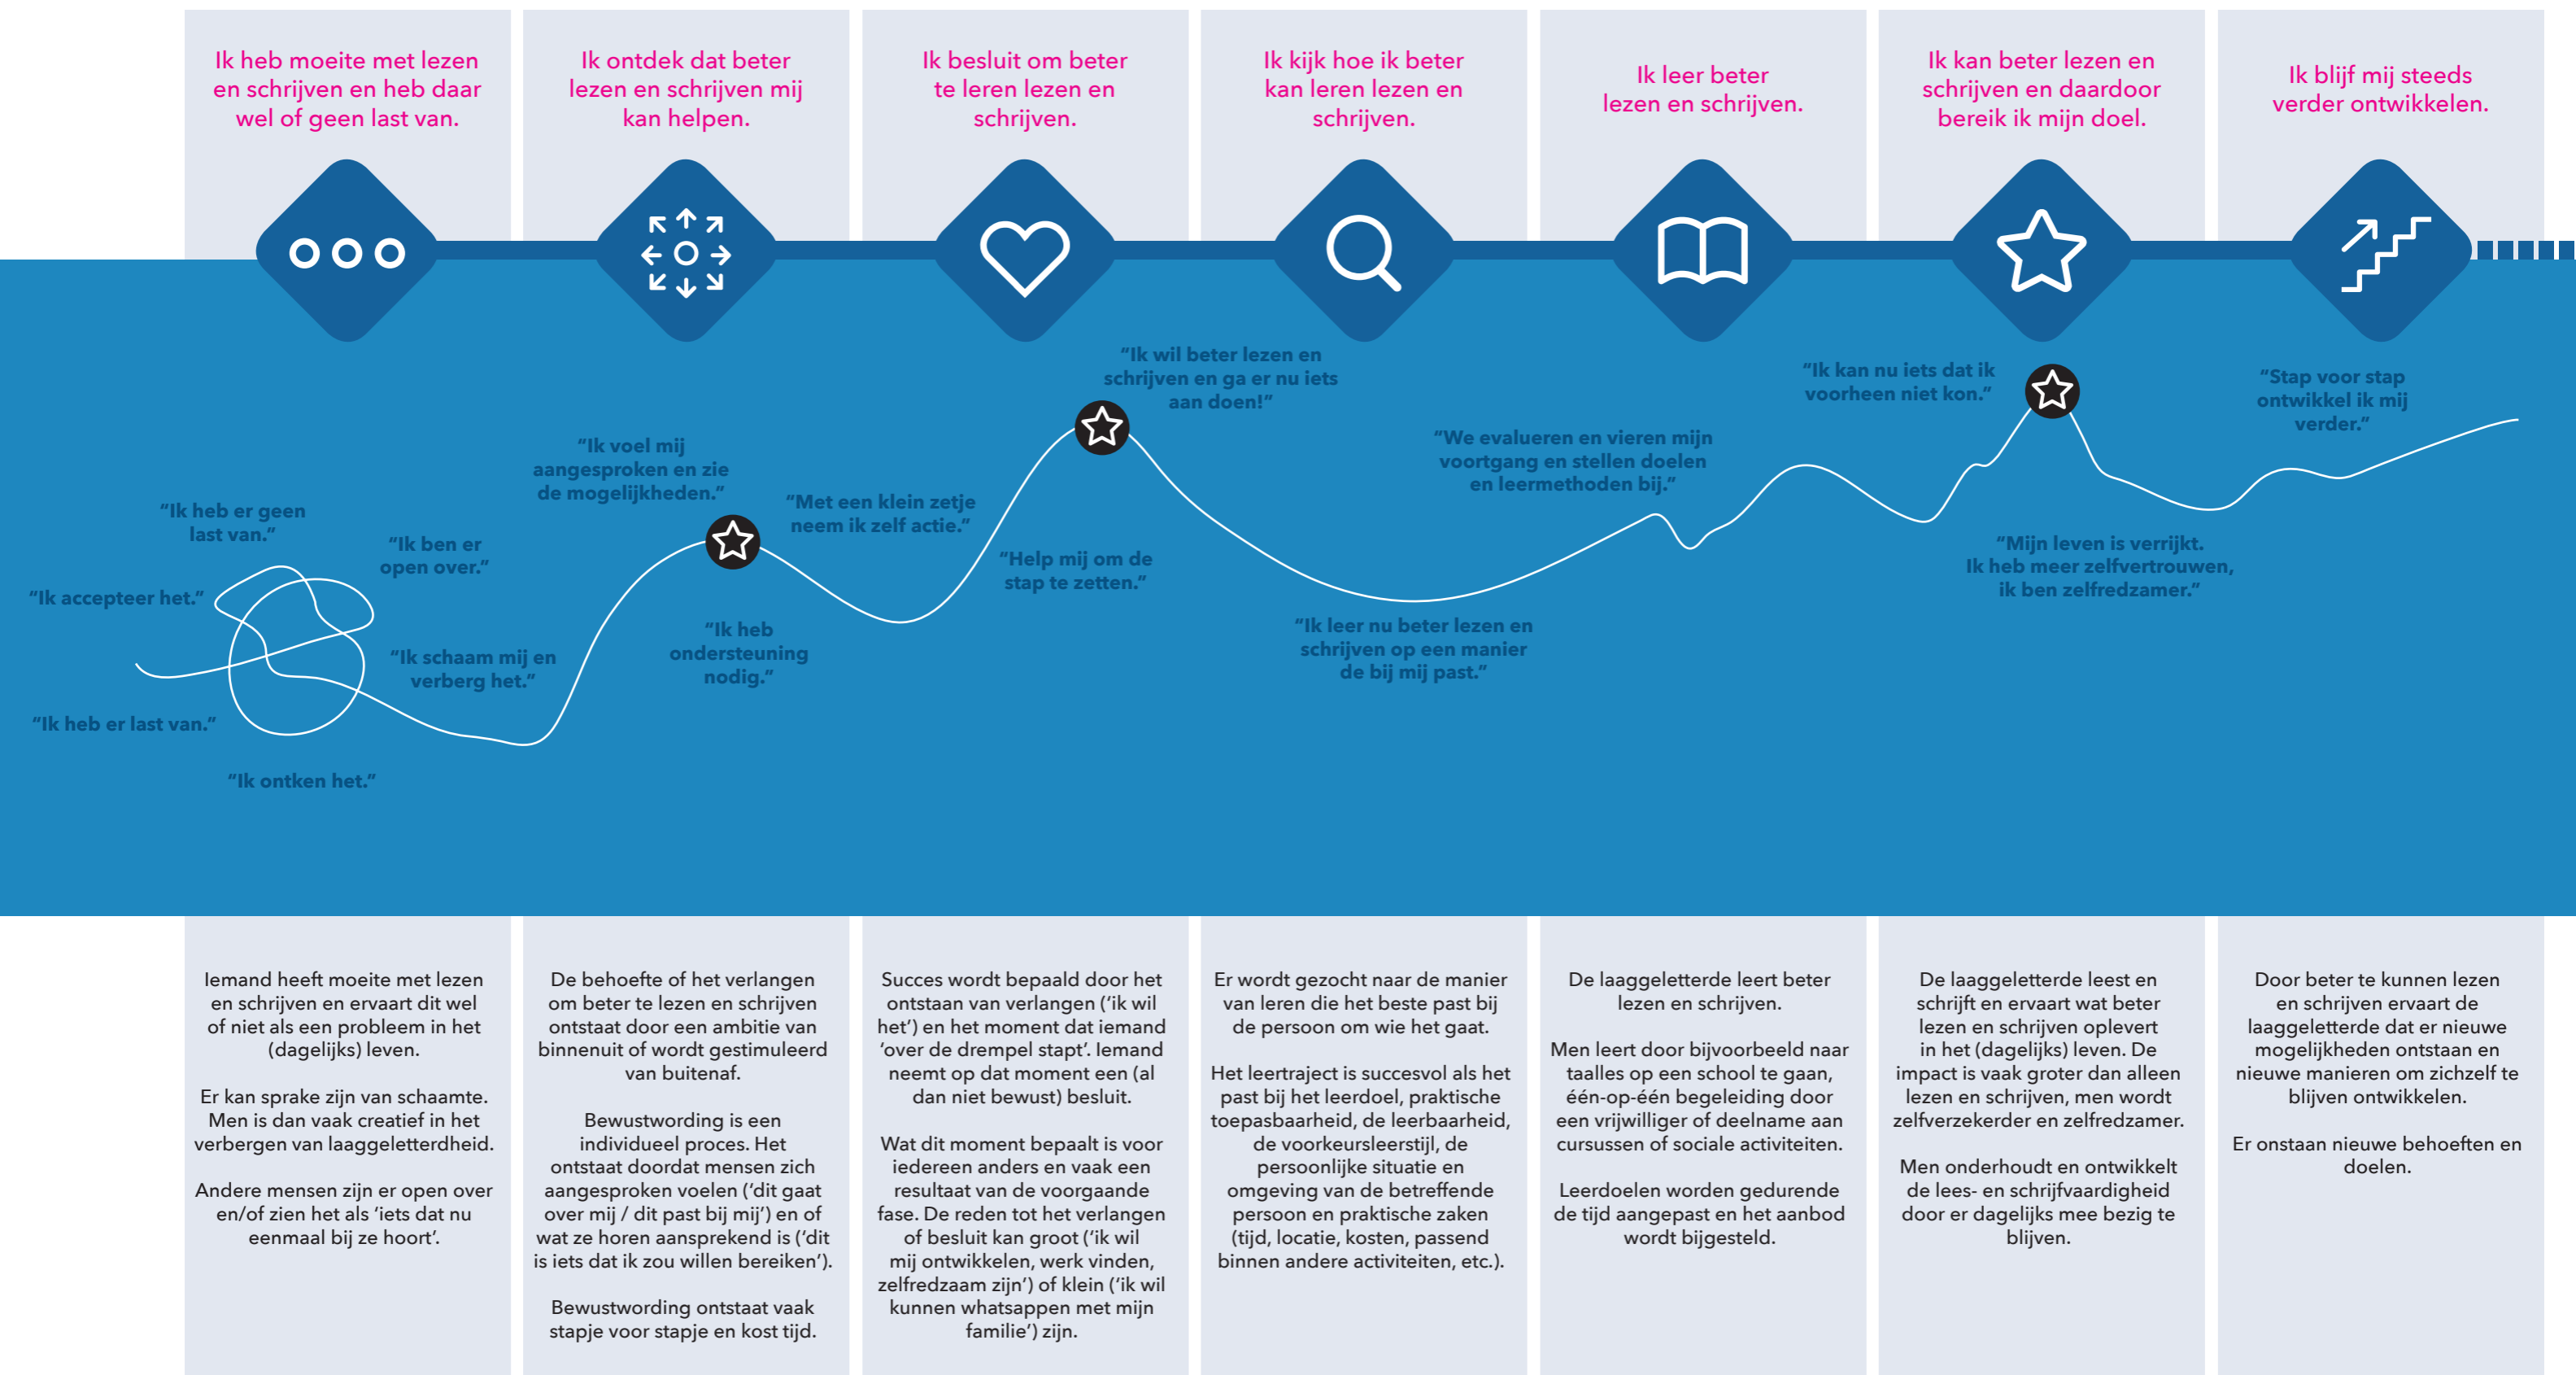 Ik heb moeite met lezen
en schrijven en heb daar
wel of geen last van.
Ik ontdek dat beter
lezen en schrijven mij
kan helpen.
Ik besluit om beter
te leren lezen en
schrijven.
Ik kijk hoe ik beter
kan leren lezen en
schrijven.
Ik leer beter
lezen en schrijven.
Ik kan beter lezen en
schrijven en daardoor
bereik ik mijn doel.
Ik blijf mij steeds
verder ontwikkelen.
“Ik heb er geen
last van.”
“Ik ben er
open over.”
“Ik accepteer het.”
“Ik schaam mij en
verberg het.”
“Ik heb er last van.”
“Ik ontken het.”
“Ik voel mij
aangesproken en zie
de mogelijkheden.”
“Ik heb
ondersteuning
nodig.”
“Met een klein zetje
neem ik zelf actie.”
“Help mij om de
stap te zetten.”
“Ik wil beter lezen en
schrijven en ga er nu iets
aan doen!”
“Ik leer nu beter lezen en
schrijven op een manier
de bij mij past.”
“We evalueren en vieren mijn
voortgang en stellen doelen
en leermethoden bij.”
“Ik kan nu iets dat ik
voorheen niet kon.”
“Mijn leven is verrijkt.
Ik heb meer zelfvertrouwen,
ik ben zelfredzamer.”
“Stap voor stap
ontwikkel ik mij
verder.”
Iemand heeft moeite met lezen
en schrijven en ervaart dit wel
of niet als een probleem in het
(dagelijks) leven.
Er kan sprake zijn van schaamte.
Men is dan vaak creatief in het
verbergen van laaggeletterdheid.
Andere mensen zijn er open over
en/of zien het als ‘iets dat nu
eenmaal bij ze hoort’.
De behoefte of het verlangen
om beter te lezen en schrijven
ontstaat door een ambitie van
binnenuit of wordt gestimuleerd
van buitenaf.
Bewustwording is een
individueel proces. Het
ontstaat doordat mensen zich
aangesproken voelen (‘dit gaat
over mij / dit past bij mij’) en of
wat ze horen aansprekend is (‘dit
is iets dat ik zou willen bereiken’).
Bewustwording ontstaat vaak
stapje voor stapje en kost tijd.
Succes wordt bepaald door het
ontstaan van verlangen (‘ik wil
het’) en het moment dat iemand
‘over de drempel stapt’. Iemand
neemt op dat moment een (al
dan niet bewust) besluit.
Wat dit moment bepaalt is voor
iedereen anders en vaak een
resultaat van de voorgaande
fase. De reden tot het verlangen
of besluit kan groot (‘ik wil
mij ontwikkelen, werk vinden,
zelfredzaam zijn’) of klein (‘ik wil
kunnen whatsappen met mijn
familie’) zijn.
Er wordt gezocht naar de manier
van leren die het beste past bij
de persoon om wie het gaat.
Het leertraject is succesvol als het
past bij het leerdoel, praktische
toepasbaarheid, de leerbaarheid,
de voorkeursleerstijl, de
persoonlijke situatie en
omgeving van de betreffende
persoon en praktische zaken
(tijd, locatie, kosten, passend
binnen andere activiteiten, etc.).
De laaggeletterde leert beter
lezen en schrijven.
Men leert door bijvoorbeeld naar
taalles op een school te gaan,
één-op-één begeleiding door
een vrijwilliger of deelname aan
cursussen of sociale activiteiten.
Leerdoelen worden gedurende
de tijd aangepast en het aanbod
wordt bijgesteld.
De laaggeletterde leest en
schrijft en ervaart wat beter
lezen en schrijven oplevert
in het (dagelijks) leven. De
impact is vaak groter dan alleen
lezen en schrijven, men wordt
zelfverzekerder en zelfredzamer.
Men onderhoudt en ontwikkelt
de lees- en schrijfvaardigheid
door er dagelijks mee bezig te
blijven.
Door beter te kunnen lezen
en schrijven ervaart de
laaggeletterde dat er nieuwe
mogelijkheden ontstaan en
nieuwe manieren om zichzelf te
blijven ontwikkelen.
Er onstaan nieuwe behoeften en
doelen.